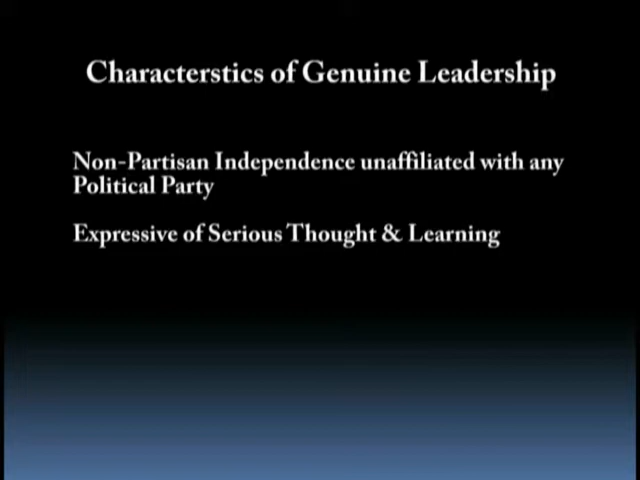 Characterstics of Genuine Leadership
Non-Partisan Independence unaffiliated with any
Political Party
Expressive of Serious Thought & Learning